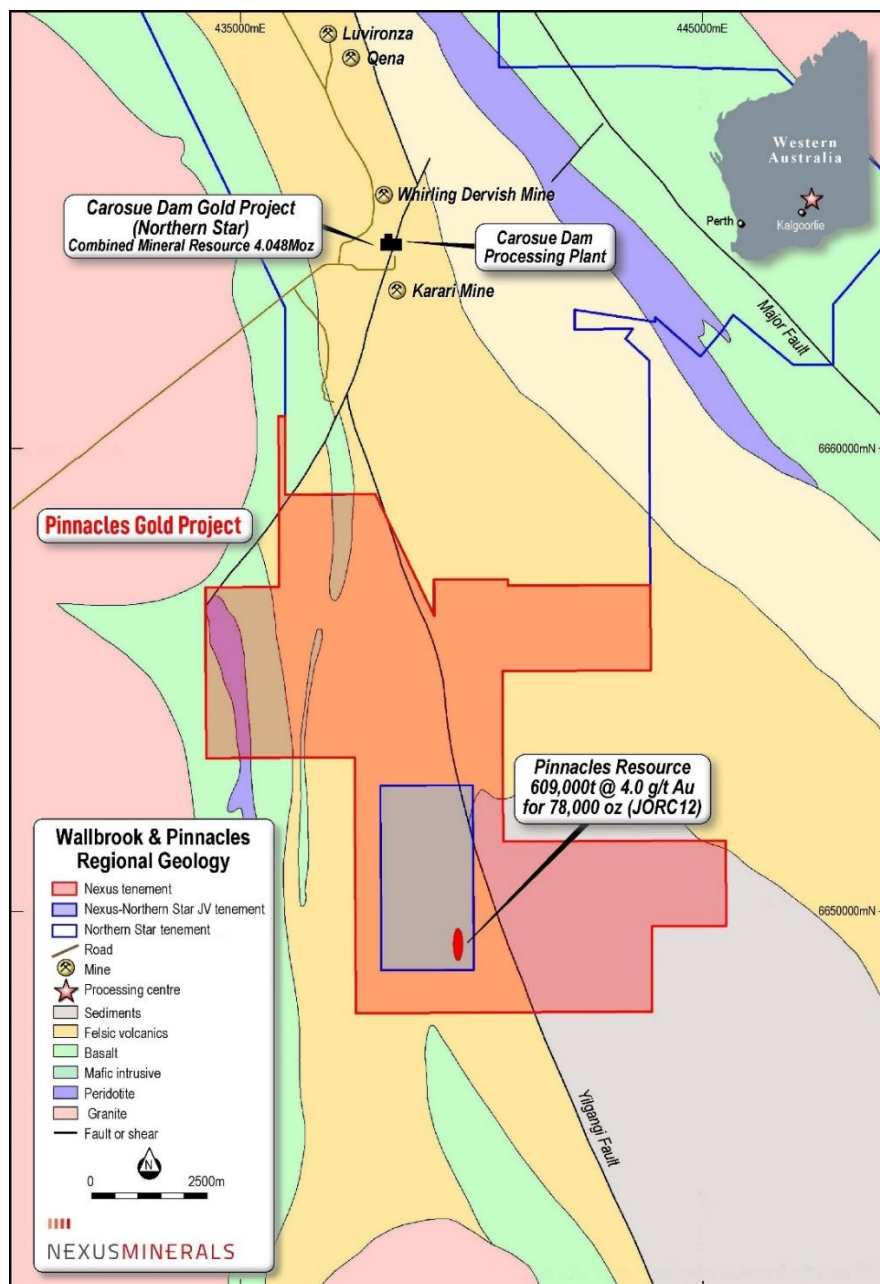 435000mE
445000mE
Luvironza
Qena
Western
Australia
Perth
Kalgoorlie
Whirling Dervish Mine
Carosue Dam Gold Project
(Northern Star)
Combined Mineral Resource 4.048Moz
Carosue Dam
Processing Plant
Karari Mine
Major Fault
6660000mN
Pinnacles Gold Project
Pinnacles Resource
609,000t @ 4.0 g/t Au
for 78,000 oz (JORC12)
6650000mN
Yilgangi Fault
Wallbrook & Pinnacles
Regional Geology
Nexus tenement
Nexus-Northern Star JV tenement
Northern Star tenement
Road
Mine
Processing centre
Sediments
Felsic volcanics
Basalt
Mafic intrusive
Peridotite
Granite
Fault or shear
N
0 2500m
NEXUSMINERALS